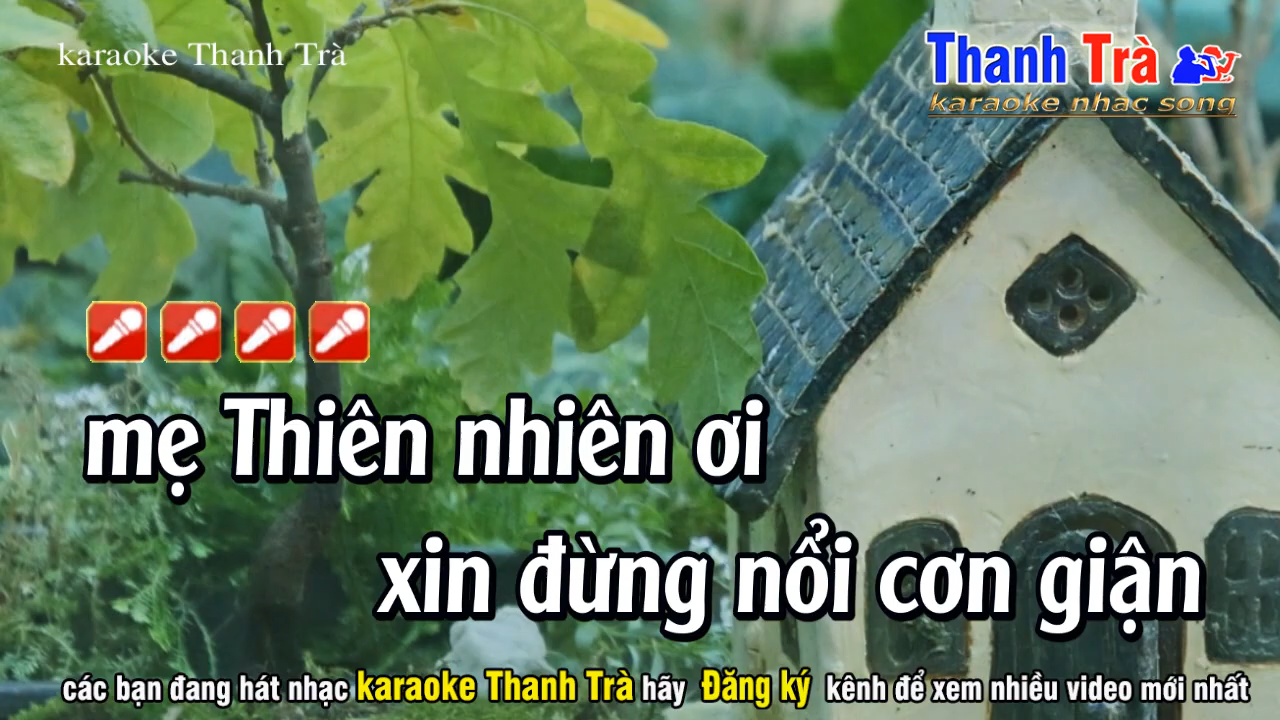 karaoke Thanh Trà
Thanh Trà
karaoke nhac song
mẹ Thiên nhiên ơi
xin đừng nổi cơn giận
các bạn đang hát nhạc karaoke Thanh Trà hãy Đăng ký kênh để xem nhiều video mới nhất